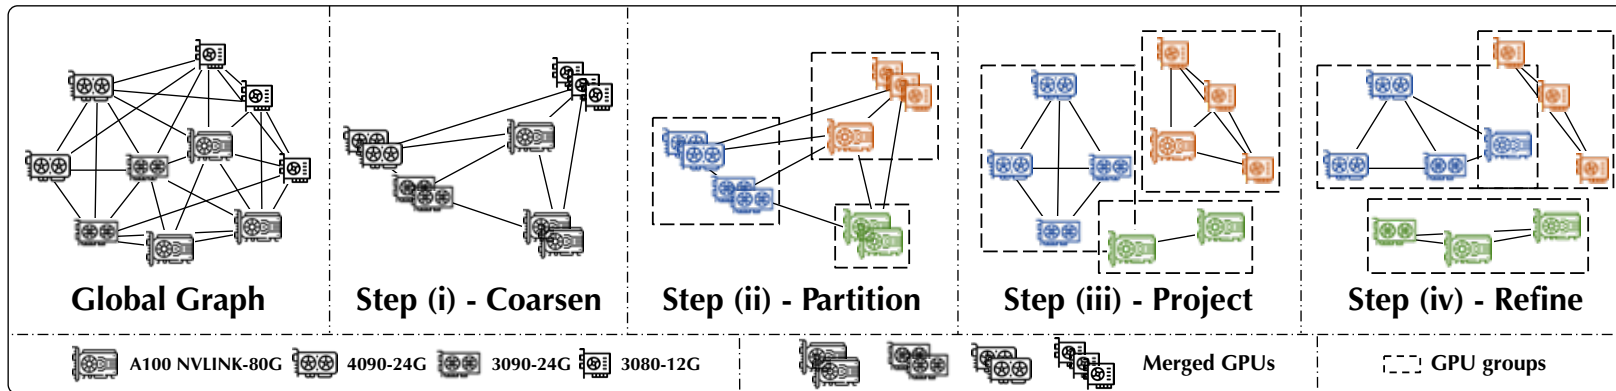 Global Graph
Step (i) - Coarsen
Step (ii) - Partition
Step (iii) - Project
Step (iv) - Refine
A100 NVLINK-80G
4090-24G
3090-24G
3080-12G
Merged GPUs
GPU groups